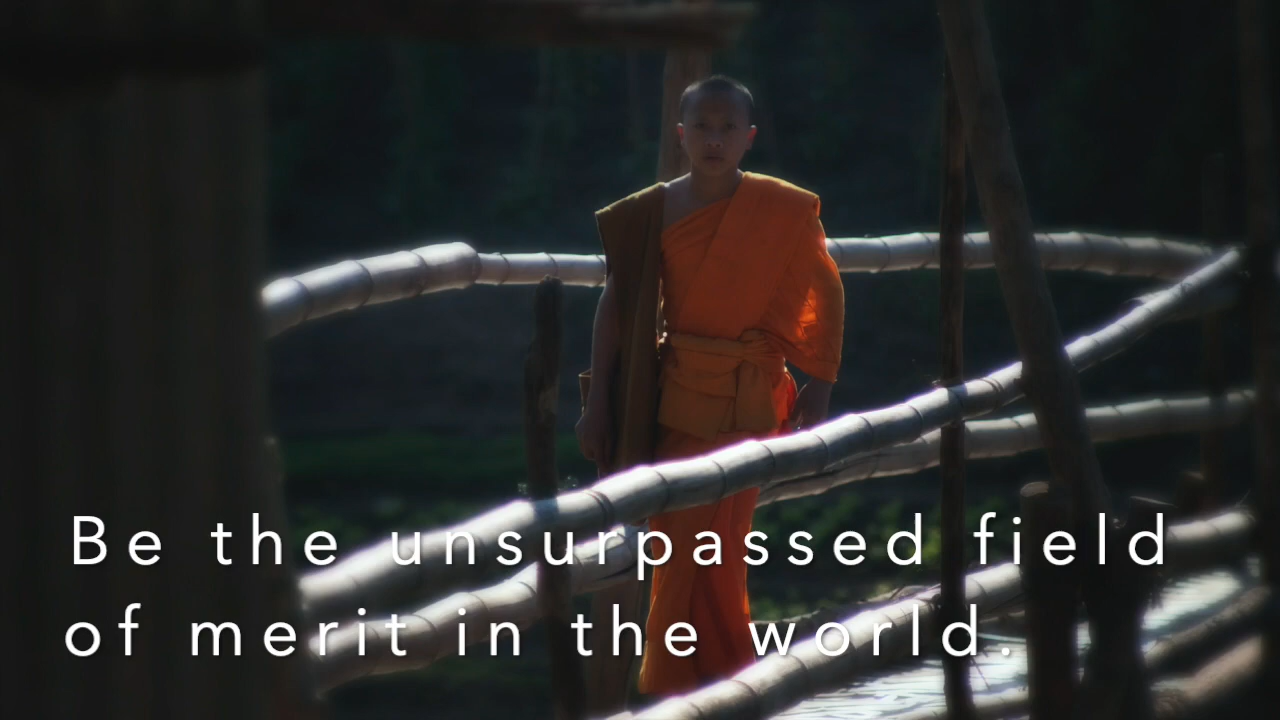 Be the unsurpassed field
of merit in the world.